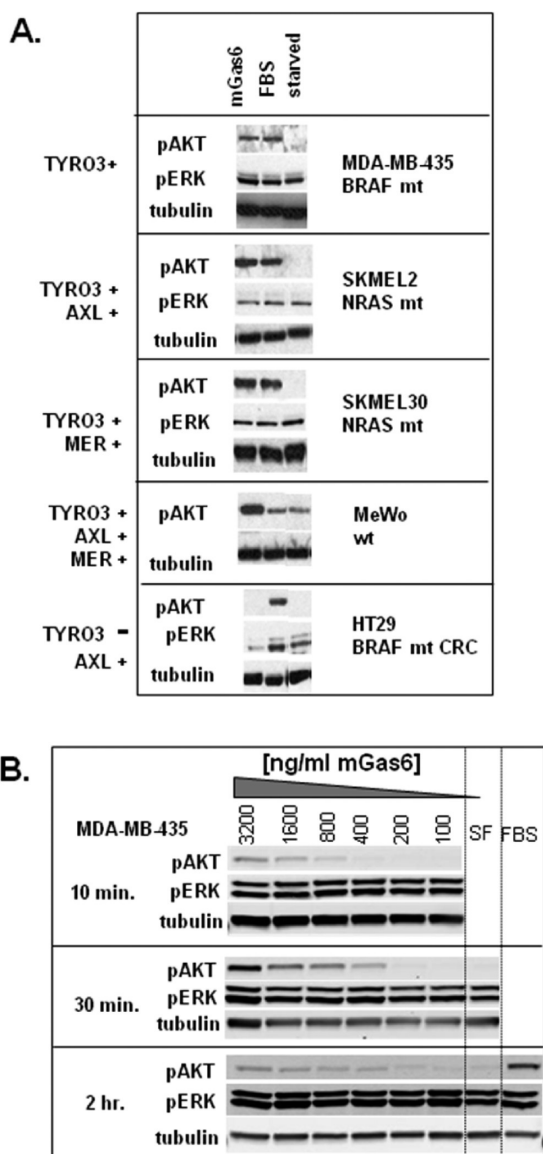 A.
mGas6 FBS starved
TYRO3+
pAKT
pERK
tubulin
MDA-MB-435
BRAF mt
TYRO3 +
AXL +
pAKT
pERK
tubulin
SKMEL2
NRAS mt
TYRO3 +
MER +
pAKT
pERK
tubulin
SKMEL30
NRAS mt
TYRO3 +
AXL +
MER +
pAKT
tubulin
MeWo
wt
TYRO3 -
AXL +
pAKT
pERK
tubulin
HT29
BRAF mt CRC
B.
[ng/ml mGas6]
MDA-MB-435
3200 1600 800 400 200 100 SF FBS
10 min.
pAKT
pERK
tubulin
30 min.
pAKT
pERK
tubulin
2 hr.
pAKT
pERK
tubulin